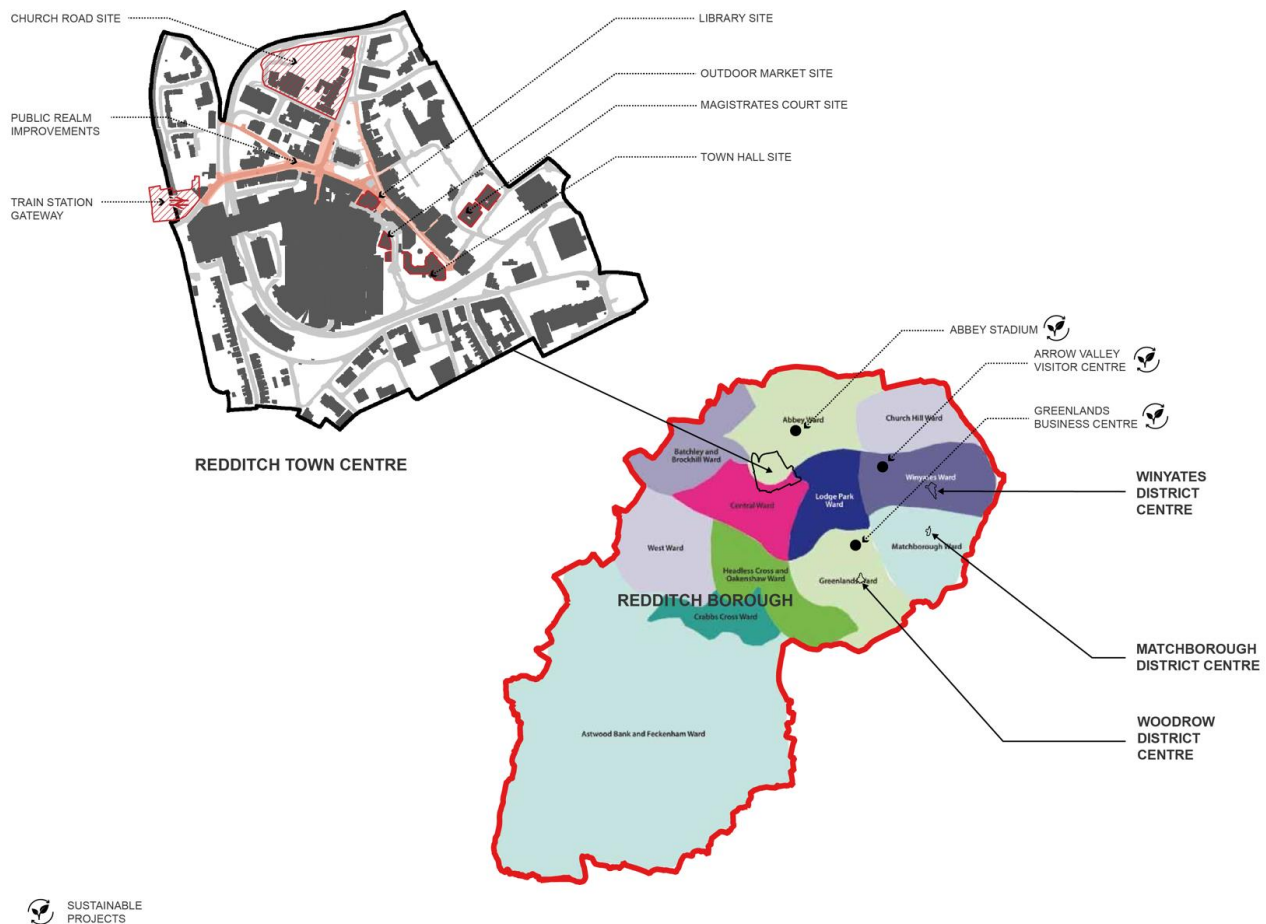 CHURCH ROAD SITE
PUBLIC REALM
IMPROVEMENTS
TRAIN STATION
GATEWAY
LIBRARY SITE
OUTDOOR MARKET SITE
MAGISTRATES COURT SITE
TOWN HALL SITE
REDDITCH TOWN CENTRE
ABBEY STADIUM
ARROW VALLEY
VISITOR CENTRE
GREENLANDS
BUSINESS CENTRE
Abbey Ward
Church Hill Ward
Batchley and
Brockhill Ward
Winyates Ward
Central Ward
Lodge Park
Ward
West Ward
Matchborough Ward
Headless Cross and
Oakenshaw Ward
Greenlands Ward
REDDITCH BOROUGH
Crabbs Cross Ward
Astwood Bank and Feckenham Ward
WINYATES
DISTRICT
CENTRE
MATCHBOROUGH
DISTRICT CENTRE
WOODROW
DISTRICT
CENTRE
SUSTAINABLE
PROJECTS